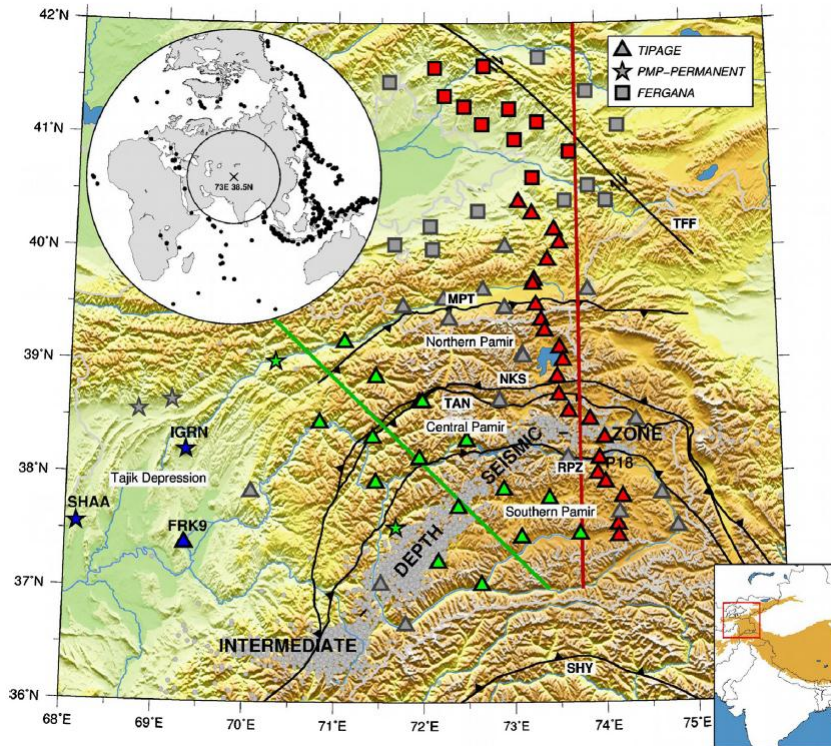 42°N
41°N
40°N
39°N
38°N
37°N
36°N
68°E
69°E
70°E
71°E
72°E
73°E
74°E
75°E
73E 38.5N
TIPAGE
PMP-PERMANENT
FERGANA
TFF
MPT
Northern Pamir
NKS
TAN
Central Pamir
SEISMIC
ZONE
IGRN
RPZ
P18
Tajik Depression
SHAA
Southern Pamir
FRK9
DEPTH
INTERMEDIATE
SHY